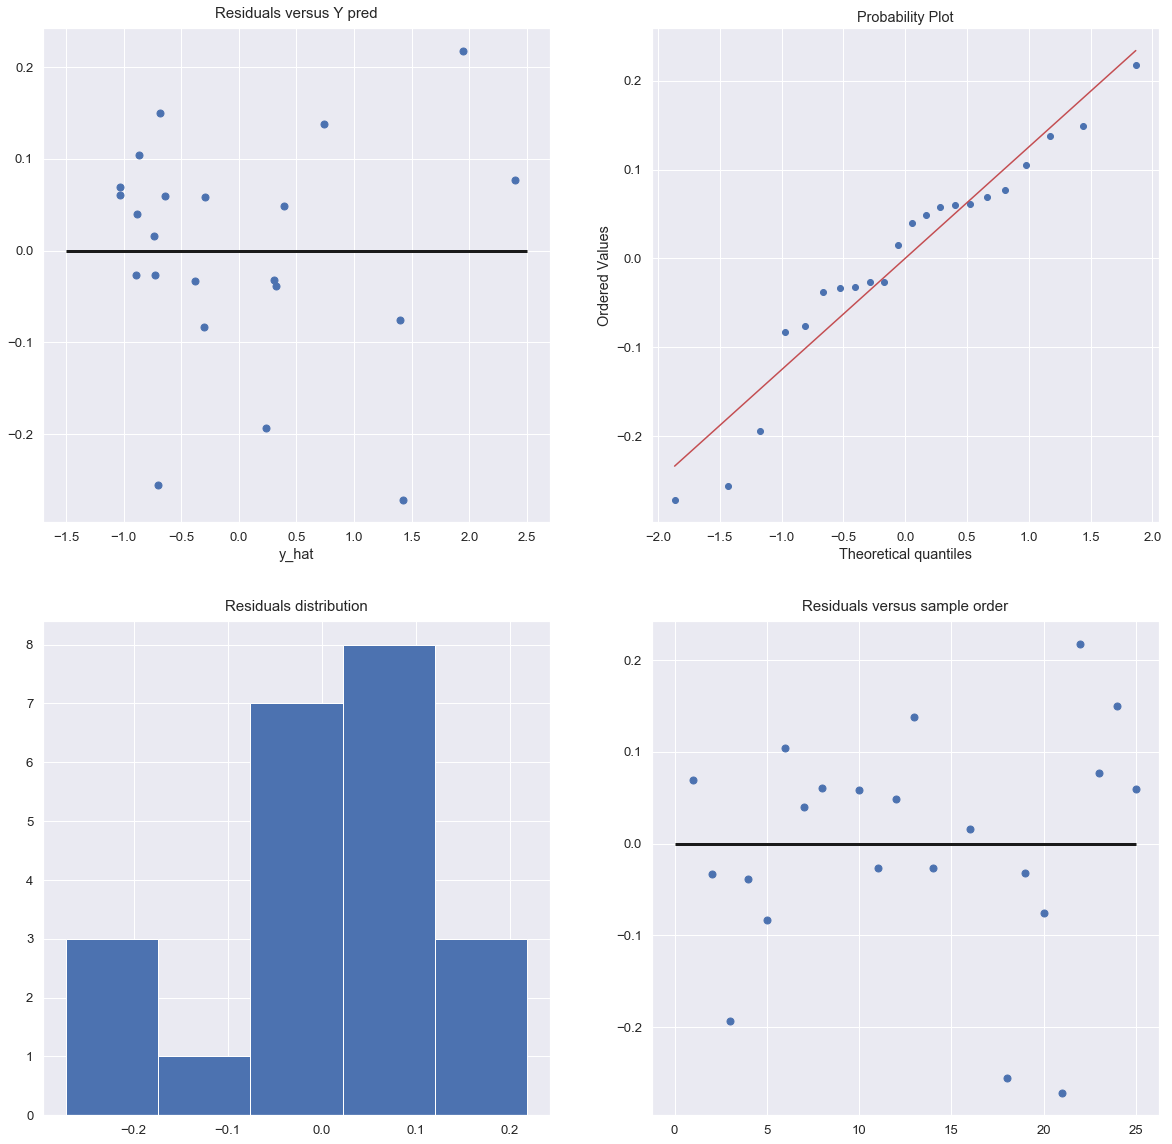 Residuals versus Y pred
0.2
0.1
0.0
−0.1
−0.2
−1.5 −1.0 −0.5 0.0 0.5 1.0 1.5 2.0 2.5
y_hat
Probability Plot
Ordered Values
0.2
0.1
0.0
−0.1
−0.2
−2.0 −1.5 −1.0 −0.5 0.0 0.5 1.0 1.5 2.0
Theoretical quantiles
Residuals distribution
8
7
6
5
4
3
2
1
0
−0.2 −0.1 0.0 0.1 0.2
Residuals versus sample order
0.2
0.1
0.0
−0.1
−0.2
0 5 10 15 20 25